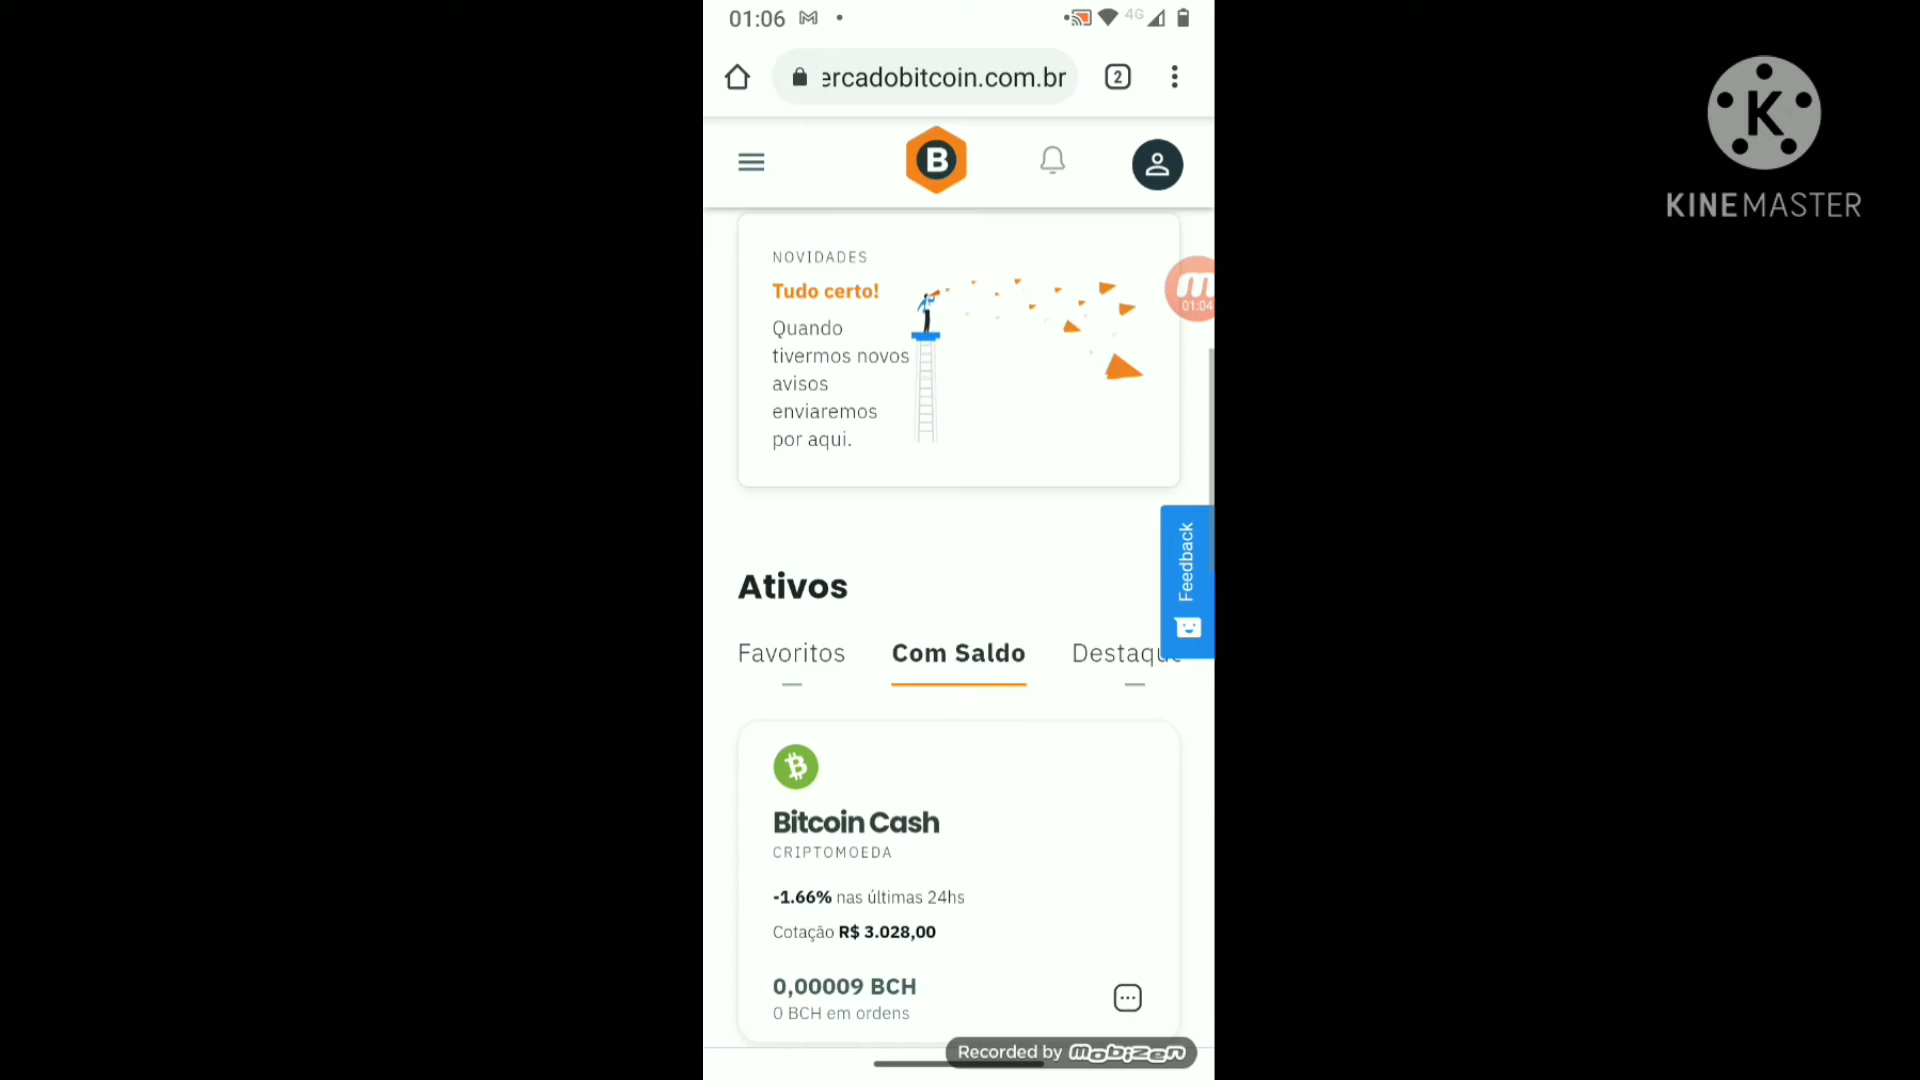 01:06
4G
ercadobitcoin.com.br
2
B
K
KINEMASTER
NOVIDADES
Tudo certo!
Quando
tivermos novos
avisos
enviaremos
por aqui.
01:04
Feedback
Ativos
Favoritos
Com Saldo
Destaqu
Bitcoin Cash
CRIPTOMOEDA
-1.66% nas últimas 24hs
Cotação R$ 3.028,00
0,00009 BCH
0 BCH em ordens
Recorded by mobizen